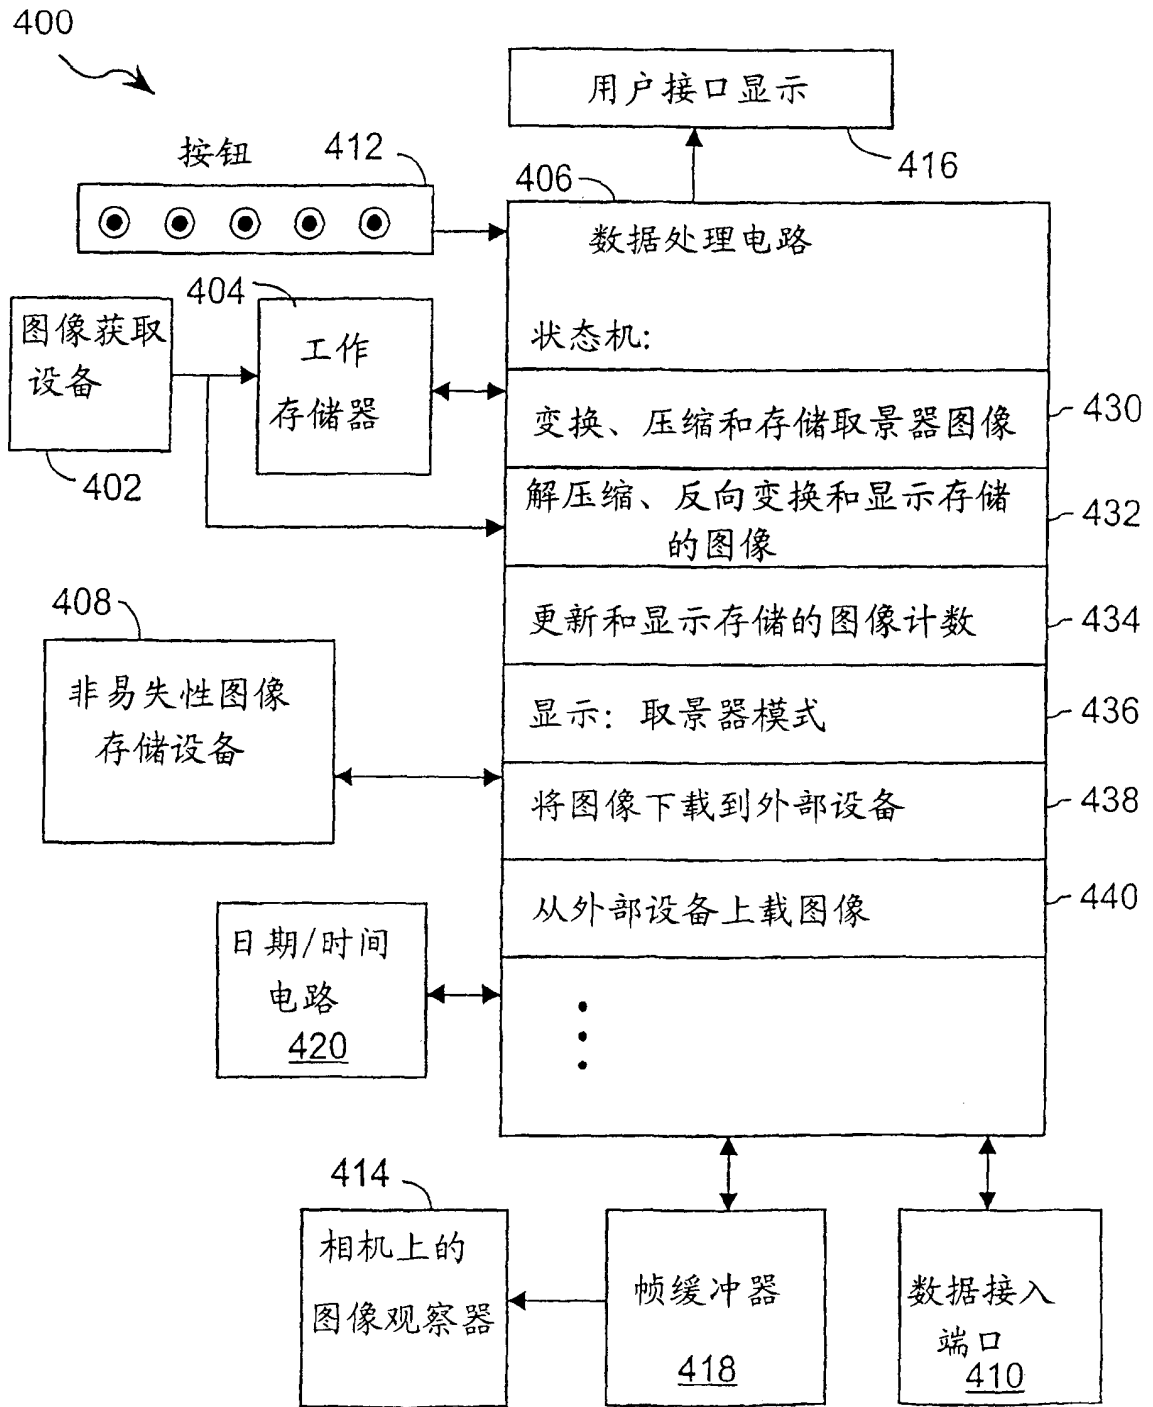 400
用户接口显示
416
按钮
412
406
数据处理电路
状态机:
图像获取
设备
402
404
工作
存储器
变换、压缩和存储取景器图像
430
解压缩、反向变换和显示存储
的图像
432
更新和显示存储的图像计数
434
显示: 取景器模式
436
将图像下载到外部设备
438
从外部设备上载图像
440
408
非易失性图像
存储设备
日期/时间
电路
420
414
相机上的
图像观察器
帧缓冲器
418
数据接入
端口
410